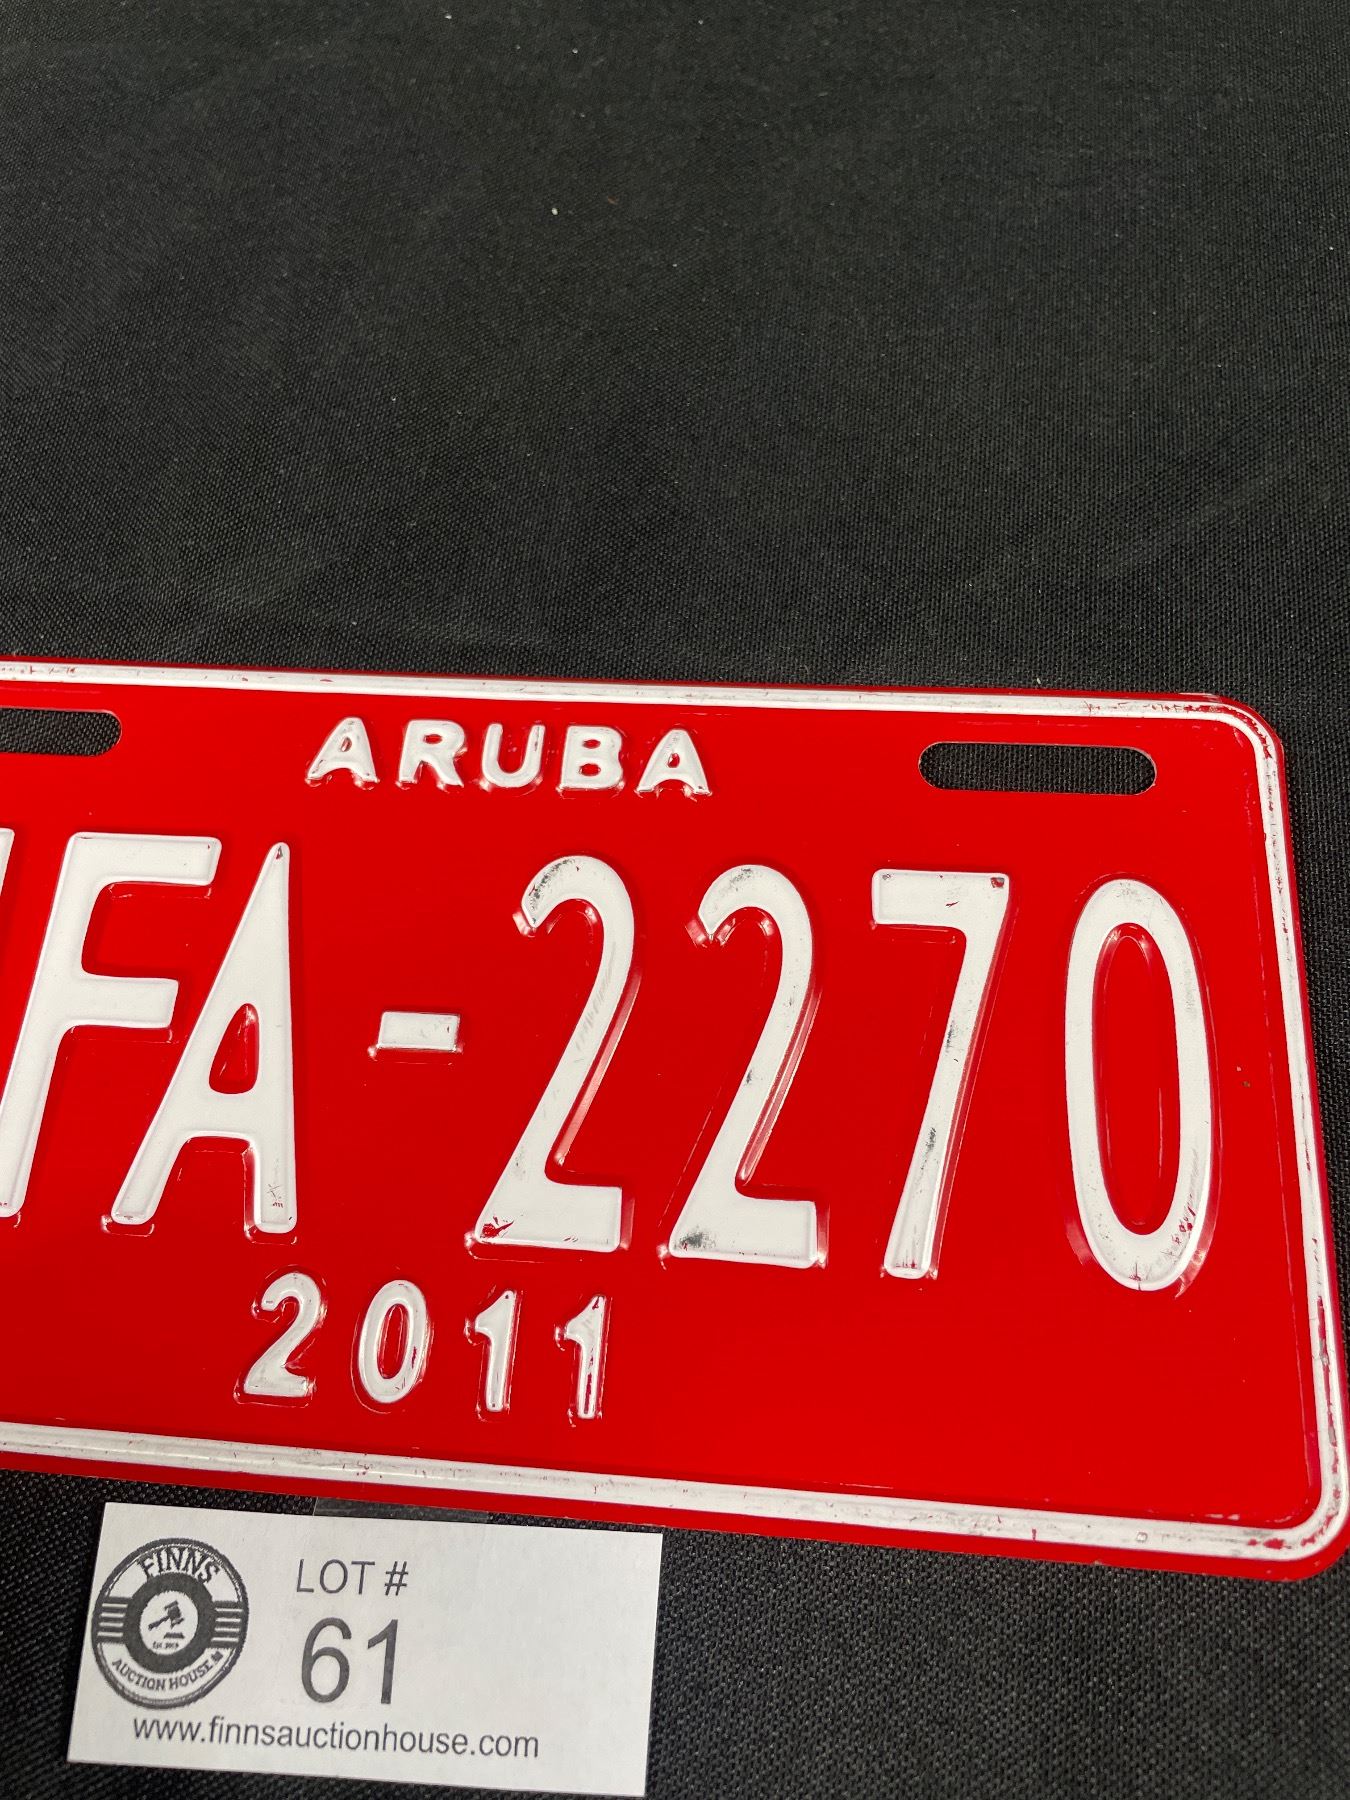 ARUBA
FA-2270
2011
FINNS
AUCTION HOUSE
LOT #
61
www.finnsauctionhouse.com